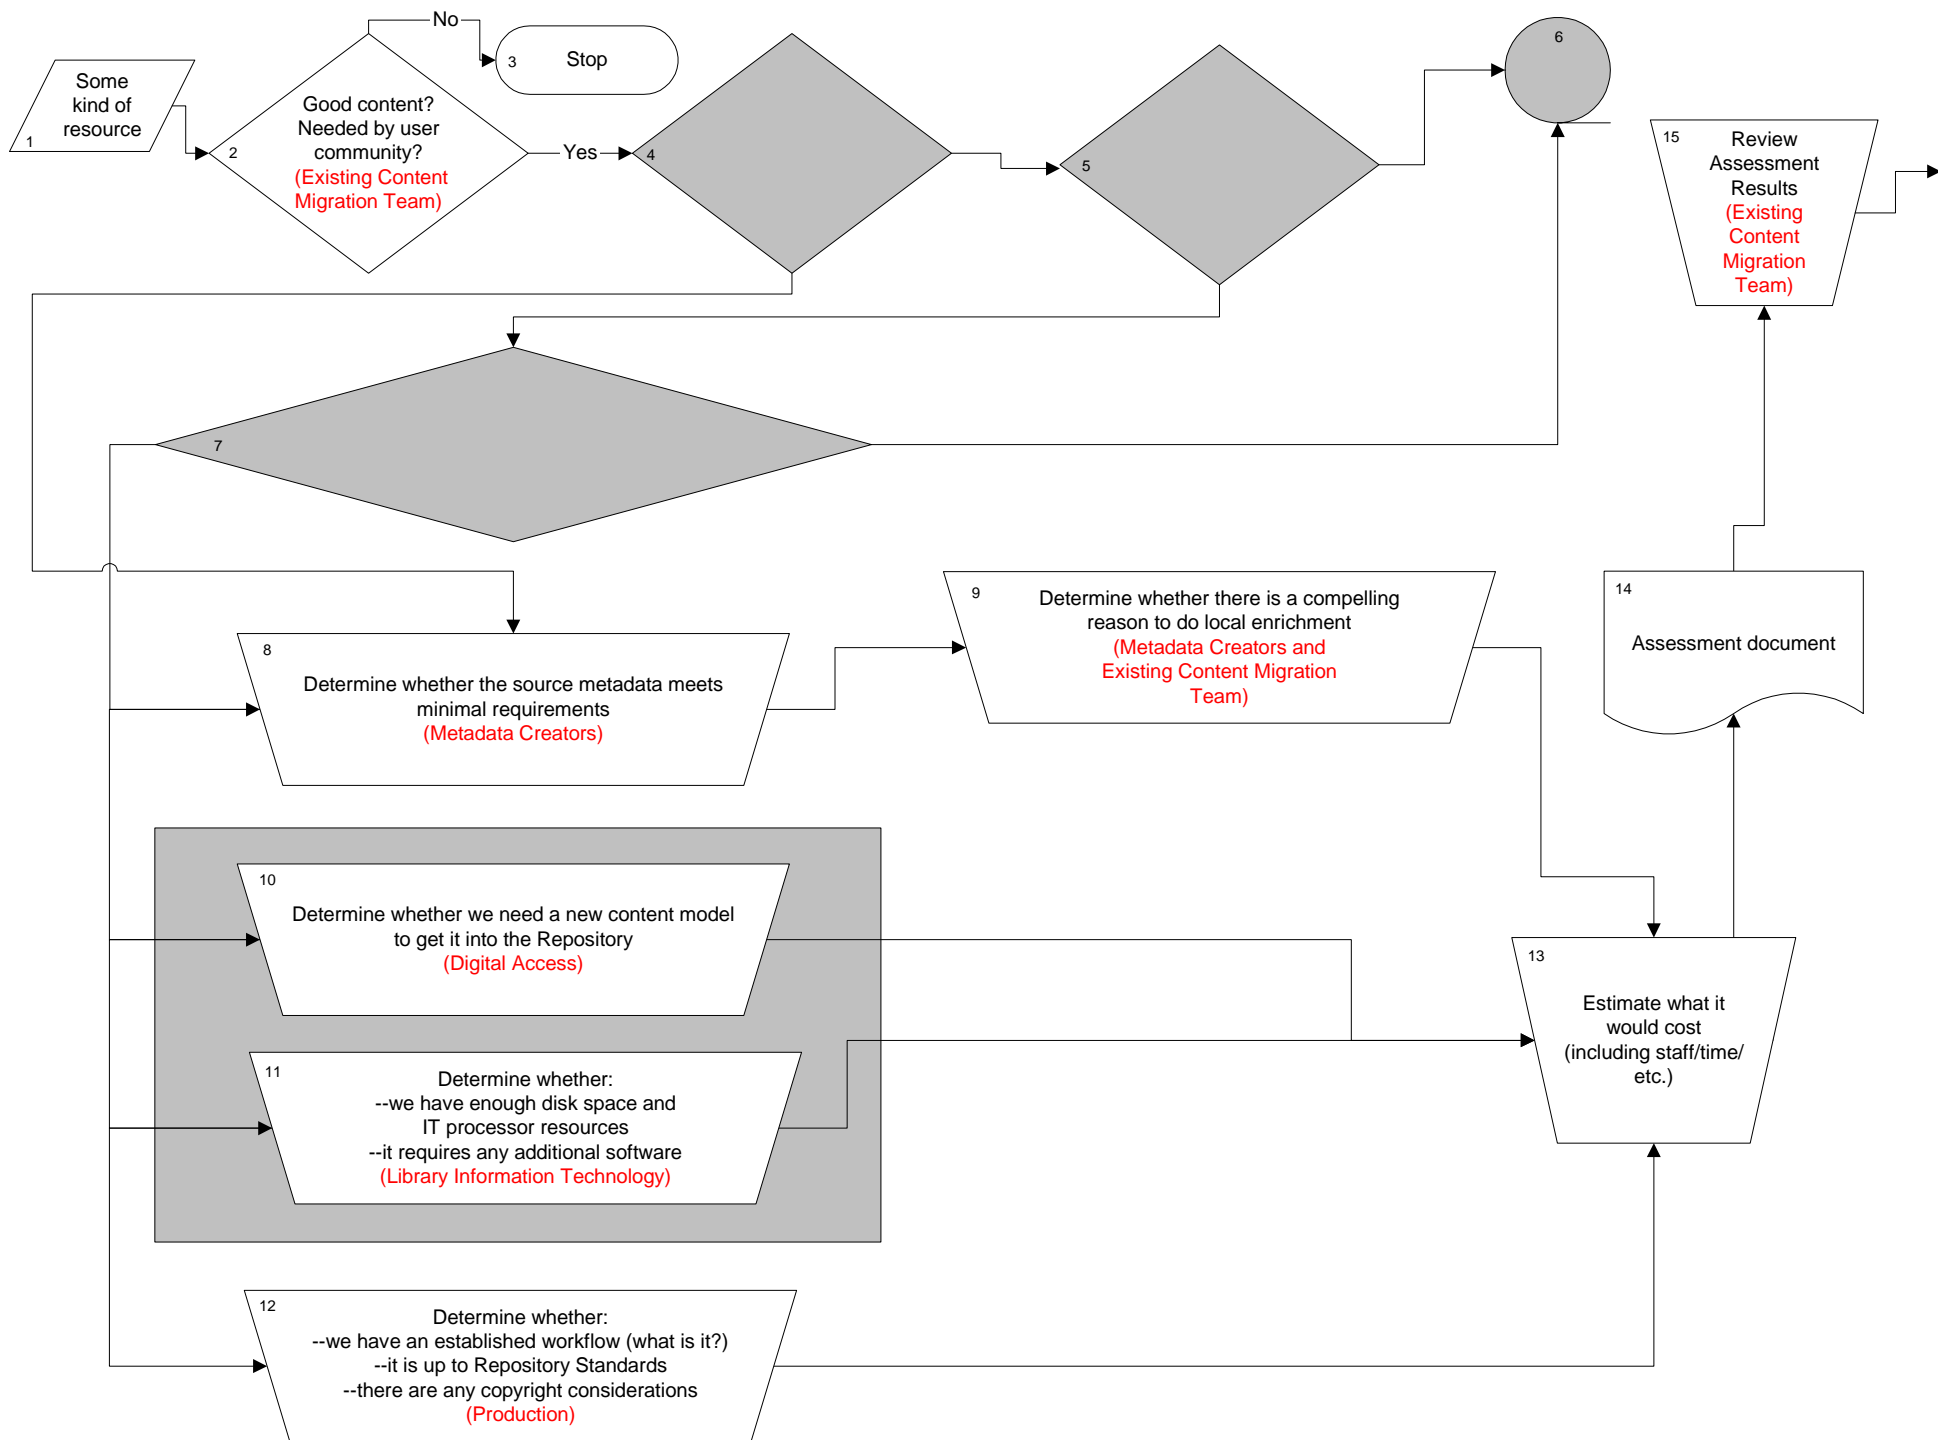 1
Some
kind of
resource
2
Good content?
Needed by user
community?
(Existing Content
Migration Team)
No
3
Stop
Yes
4
5
6
7
8
Determine whether the source metadata meets
minimal requirements
(Metadata Creators)
9
Determine whether there is a compelling
reason to do local enrichment
(Metadata Creators and
Existing Content Migration
Team)
10
Determine whether we need a new content model
to get it into the Repository
(Digital Access)
11
Determine whether:
--we have enough disk space and
IT processor resources
--it requires any additional software
(Library Information Technology)
12
Determine whether:
--we have an established workflow (what is it?)
--it is up to Repository Standards
--there are any copyright considerations
(Production)
13
Estimate what it
would cost
(including staff/time/
etc.)
14
Assessment document
15
Review
Assessment
Results
(Existing
Content
Migration
Team)